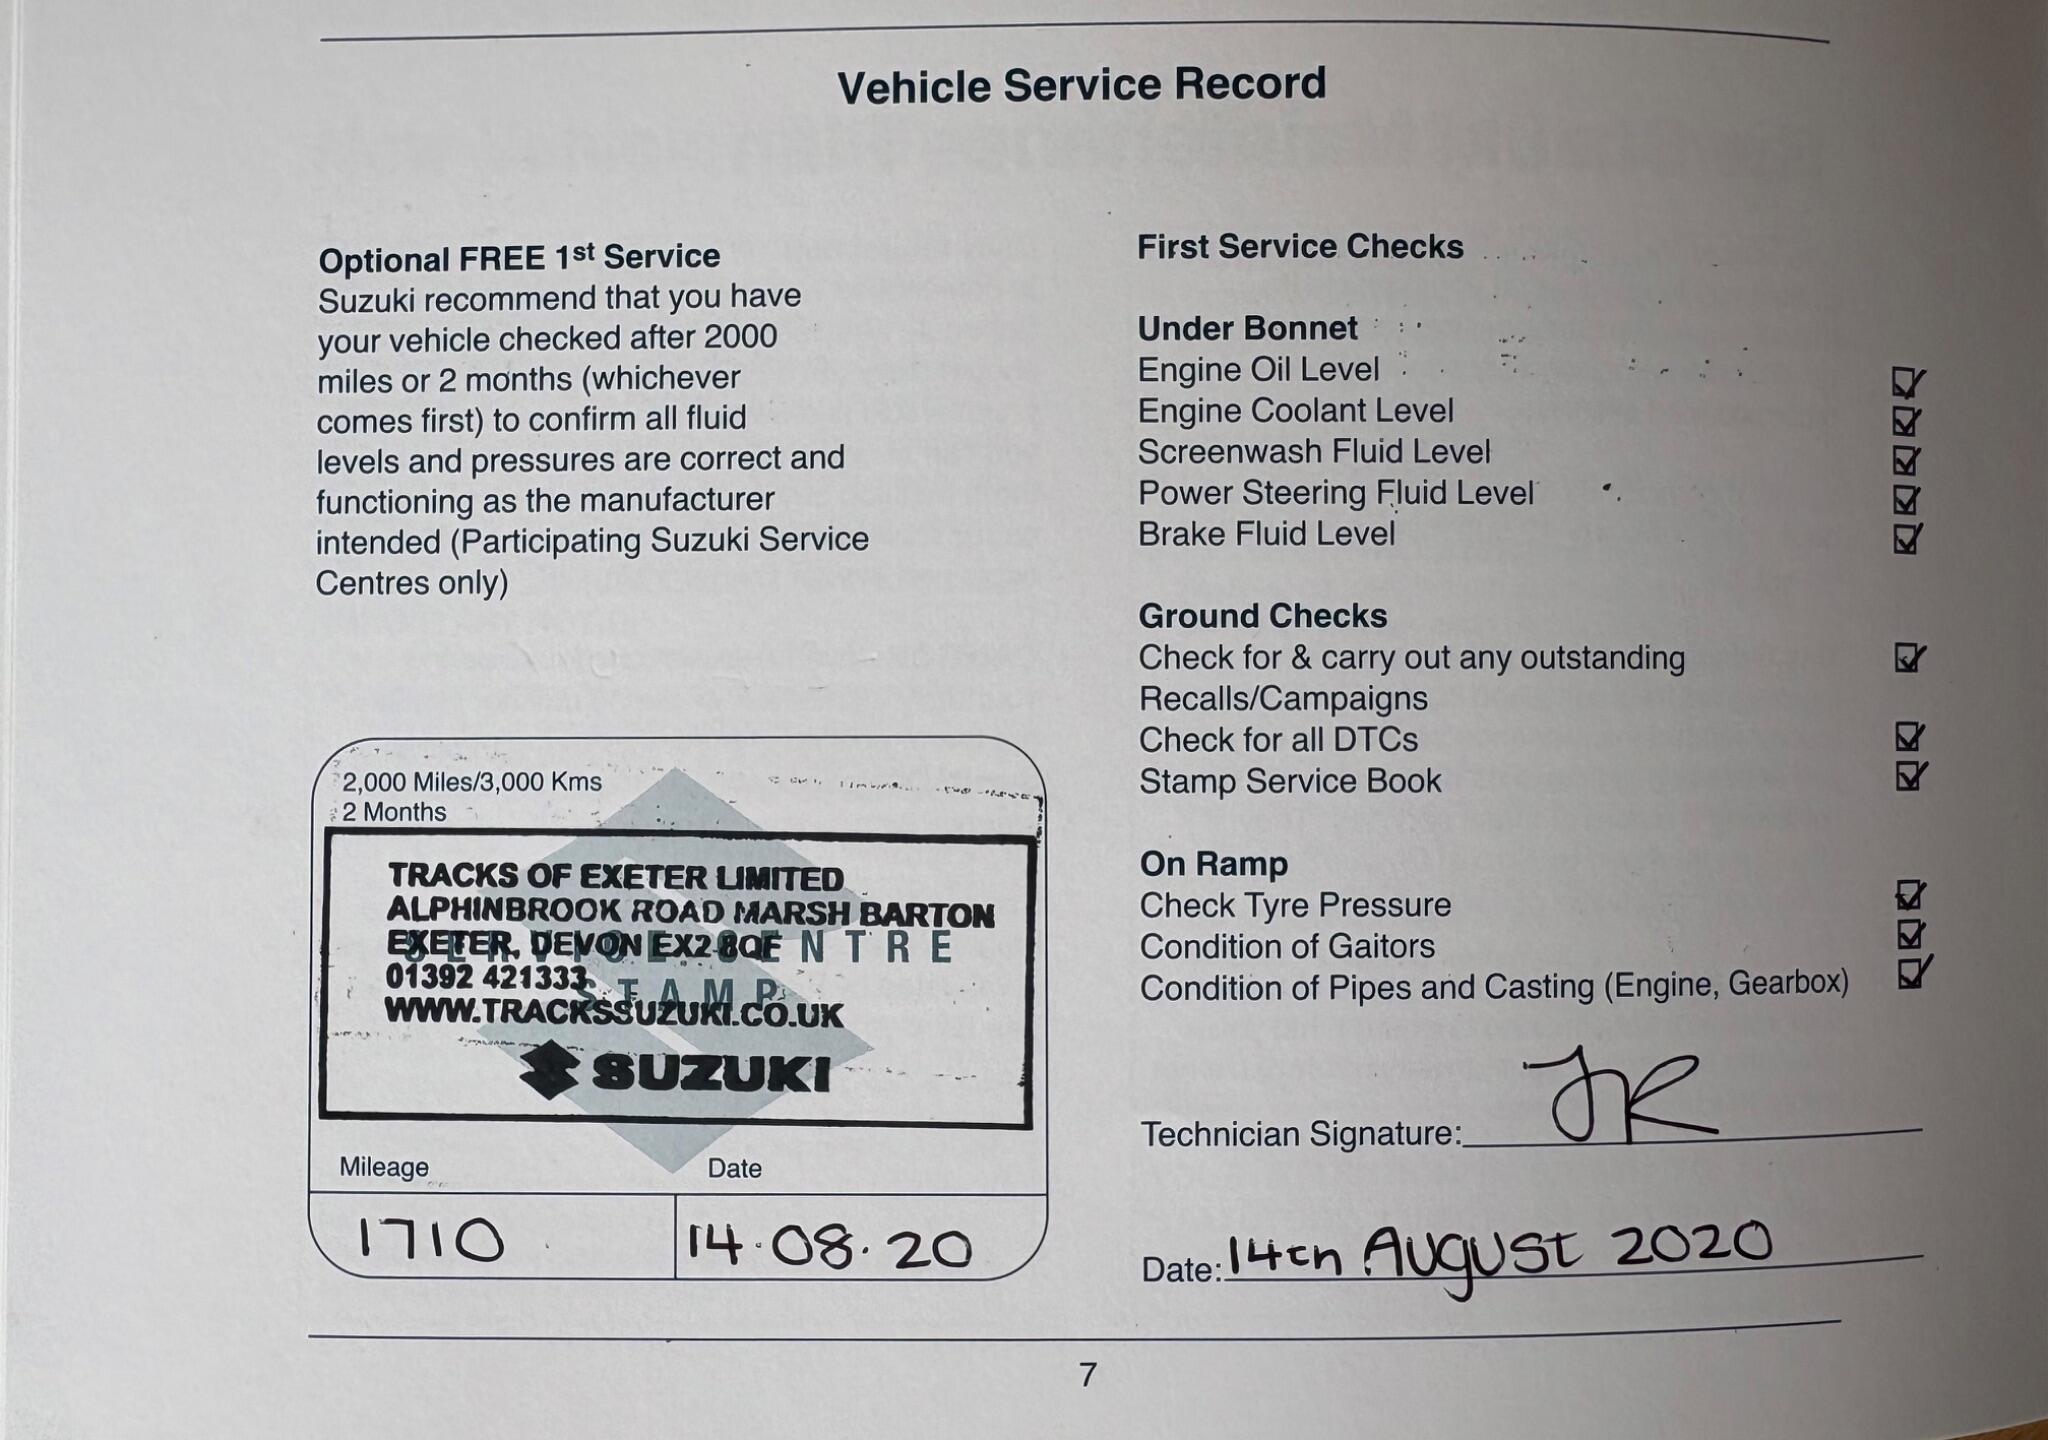 Vehicle Service Record
Optional FREE 1st Service
Suzuki recommend that you have
your vehicle checked after 2000
miles or 2 months (whichever
comes first) to confirm all fluid
levels and pressures are correct and
functioning as the manufacturer
intended (Participating Suzuki Service
Centres only)
2,000 Miles/3,000 Kms
2 Months
SERVICE CENTRE
STAMP
TRACKS OF EXETER LIMITED
ALPHINBROOK ROAD MARSH BARTON
EXETER, DEVON EX2 8QF
01392 421333
WWW.TRACKSSUZUKI.CO.UK
SUZUKI
Mileage
Date
1710
14.08.20
First Service Checks
Under Bonnet
Engine Oil Level
Engine Coolant Level
Screenwash Fluid Level
Power Steering Fluid Level
Brake Fluid Level
Ground Checks
Check for & carry out any outstanding
Recalls/Campaigns
Check for all DTCs
Stamp Service Book
On Ramp
Check Tyre Pressure
Condition of Gaitors
Condition of Pipes and Casting (Engine, Gearbox)
Technician Signature: JR
Date: 14th August 2020
7